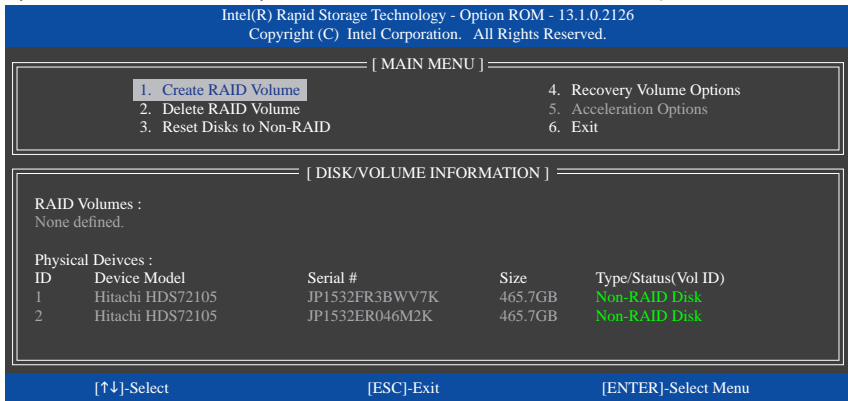 Intel(R) Rapid Storage Technology - Option ROM - 13.1.0.2126
Copyright (C) Intel Corporation. All Rights Reserved.
[ MAIN MENU ]
1. Create RAID Volume
2. Delete RAID Volume
3. Reset Disks to Non-RAID
4. Recovery Volume Options
5. Acceleration Options
6. Exit
[ DISK/VOLUME INFORMATION ]
RAID Volumes :
None defined.
Physical Deivces :
ID Device Model Serial # Size Type/Status(Vol ID)
1 Hitachi HDS72105 JP1532FR3BWV7K 465.7GB Non-RAID Disk
2 Hitachi HDS72105 JP1532ER046M2K 465.7GB Non-RAID Disk
[↑↓]-Select [ESC]-Exit [ENTER]-Select Menu